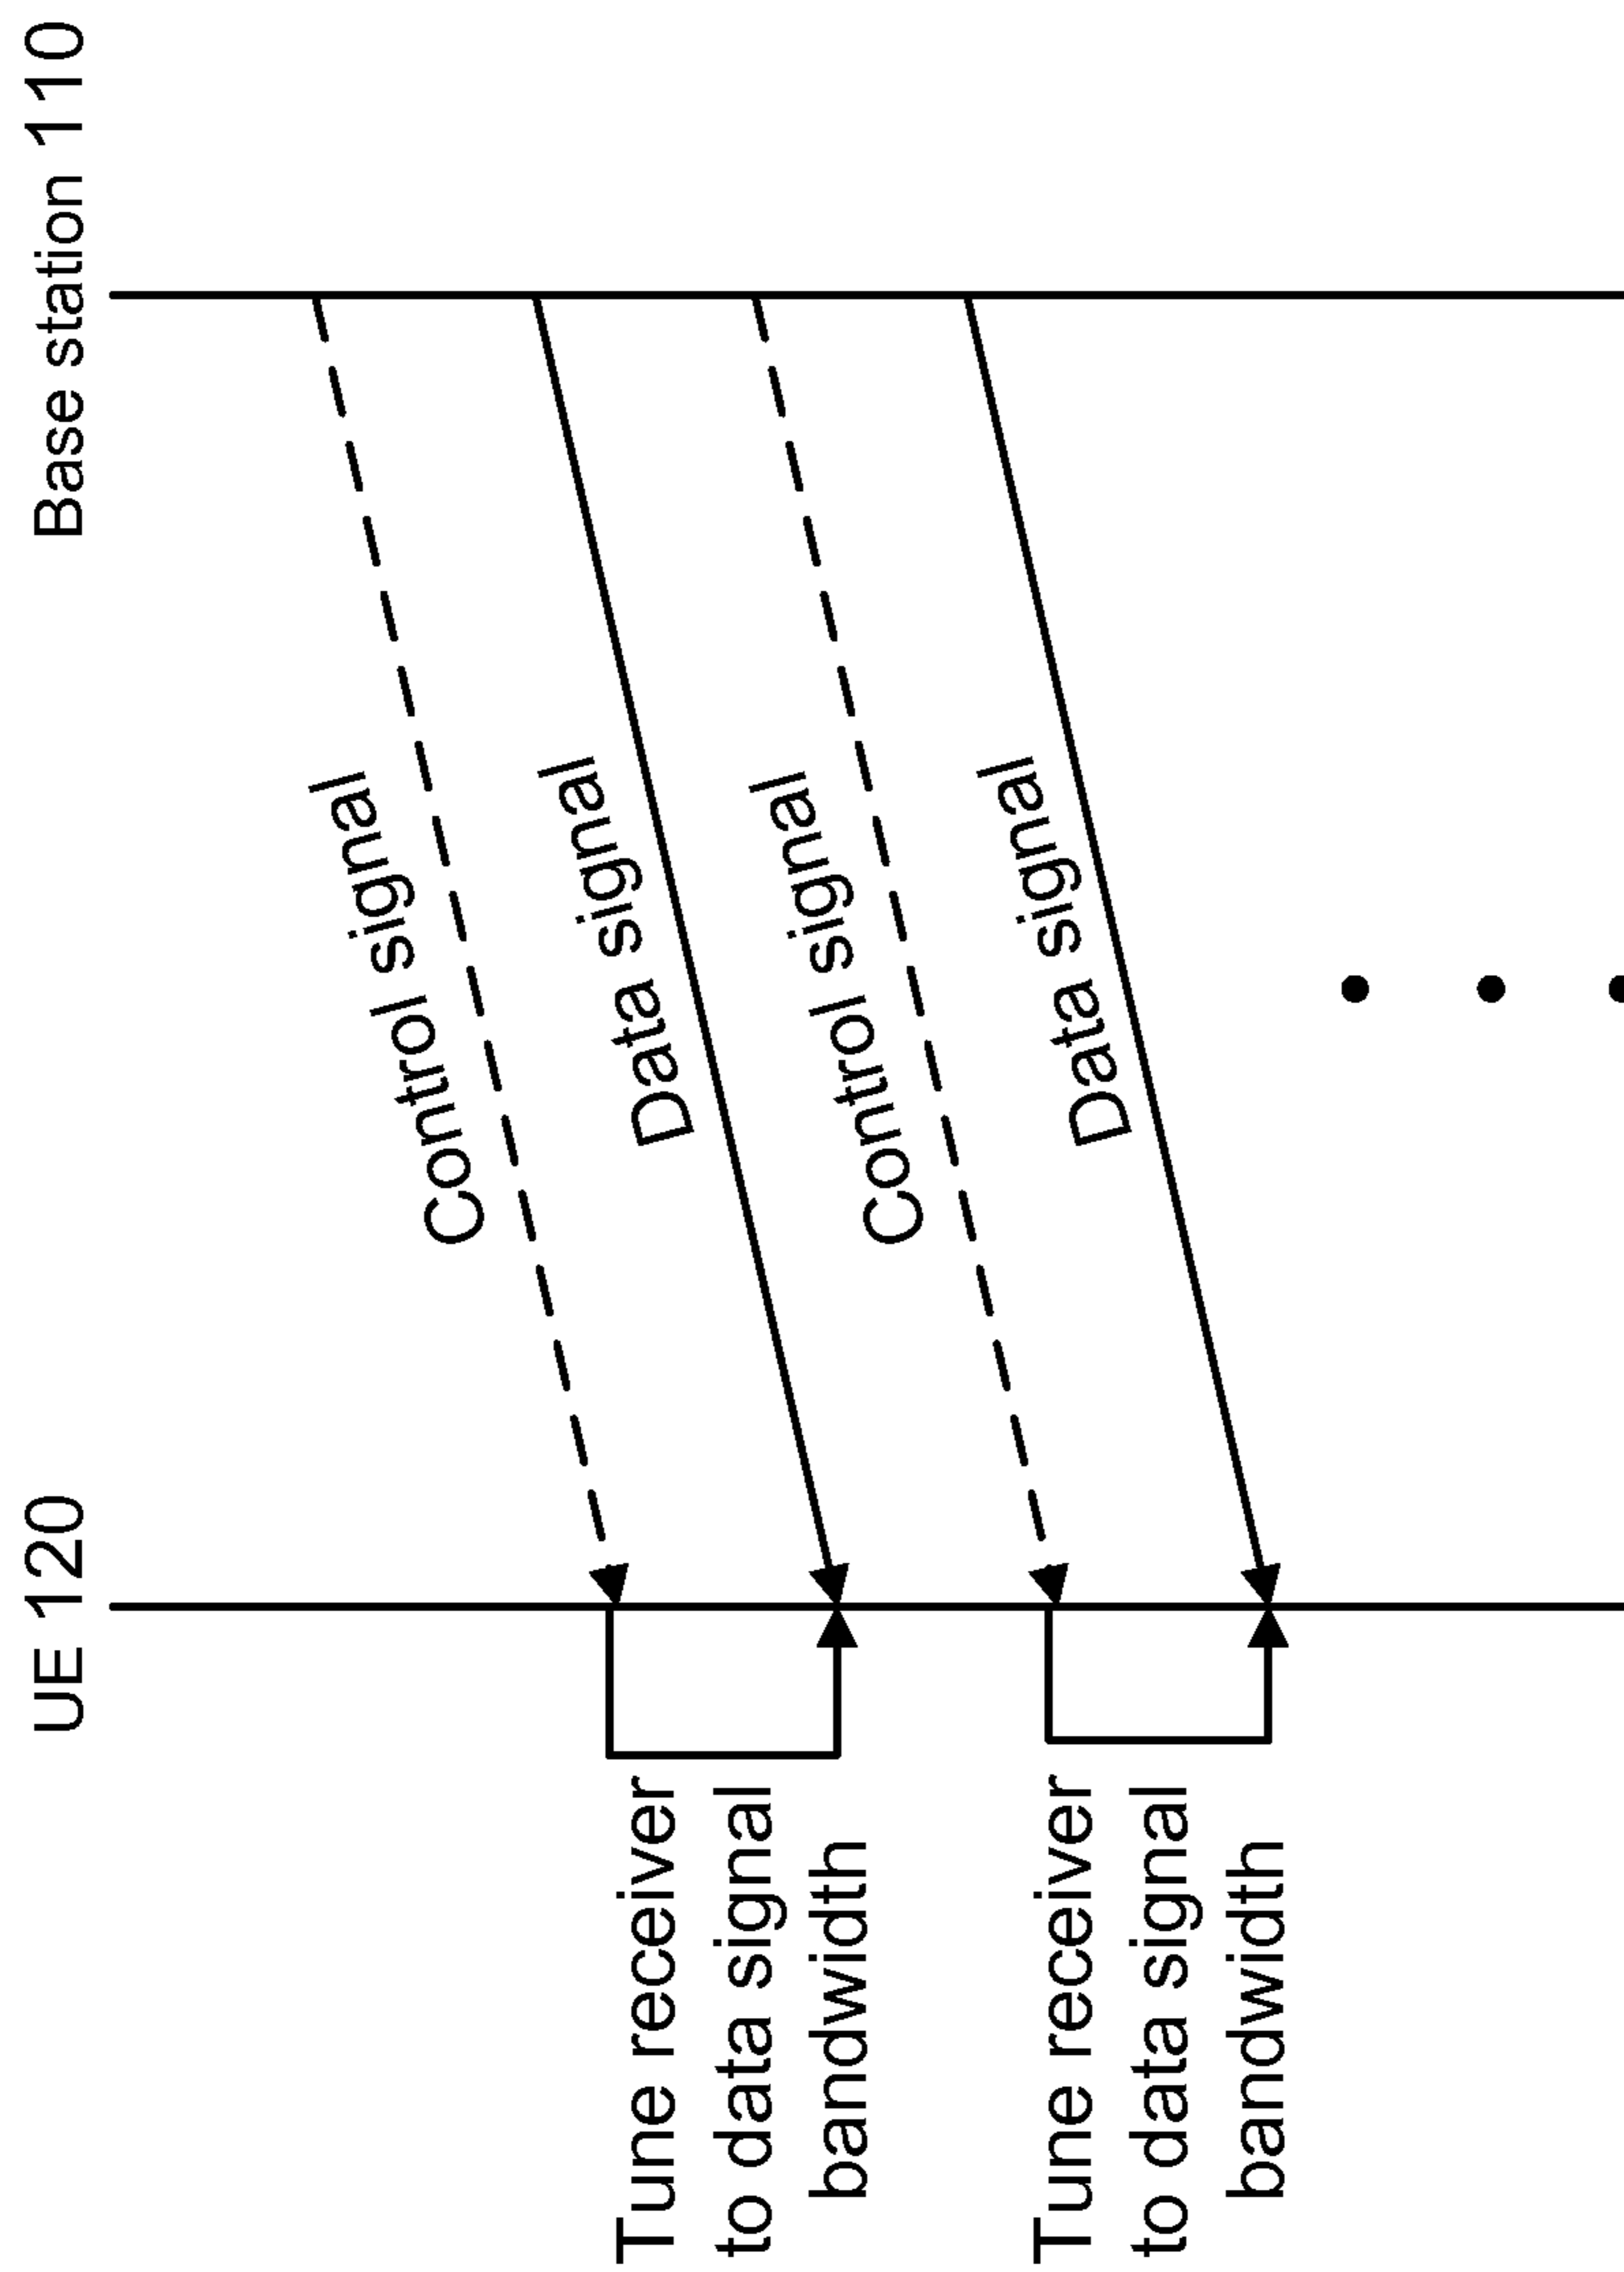 UE 120
Base station 110
Control signal
Data signal
Tune receiver
to data signal
bandwidth
Control signal
Data signal
Tune receiver
to data signal
bandwidth